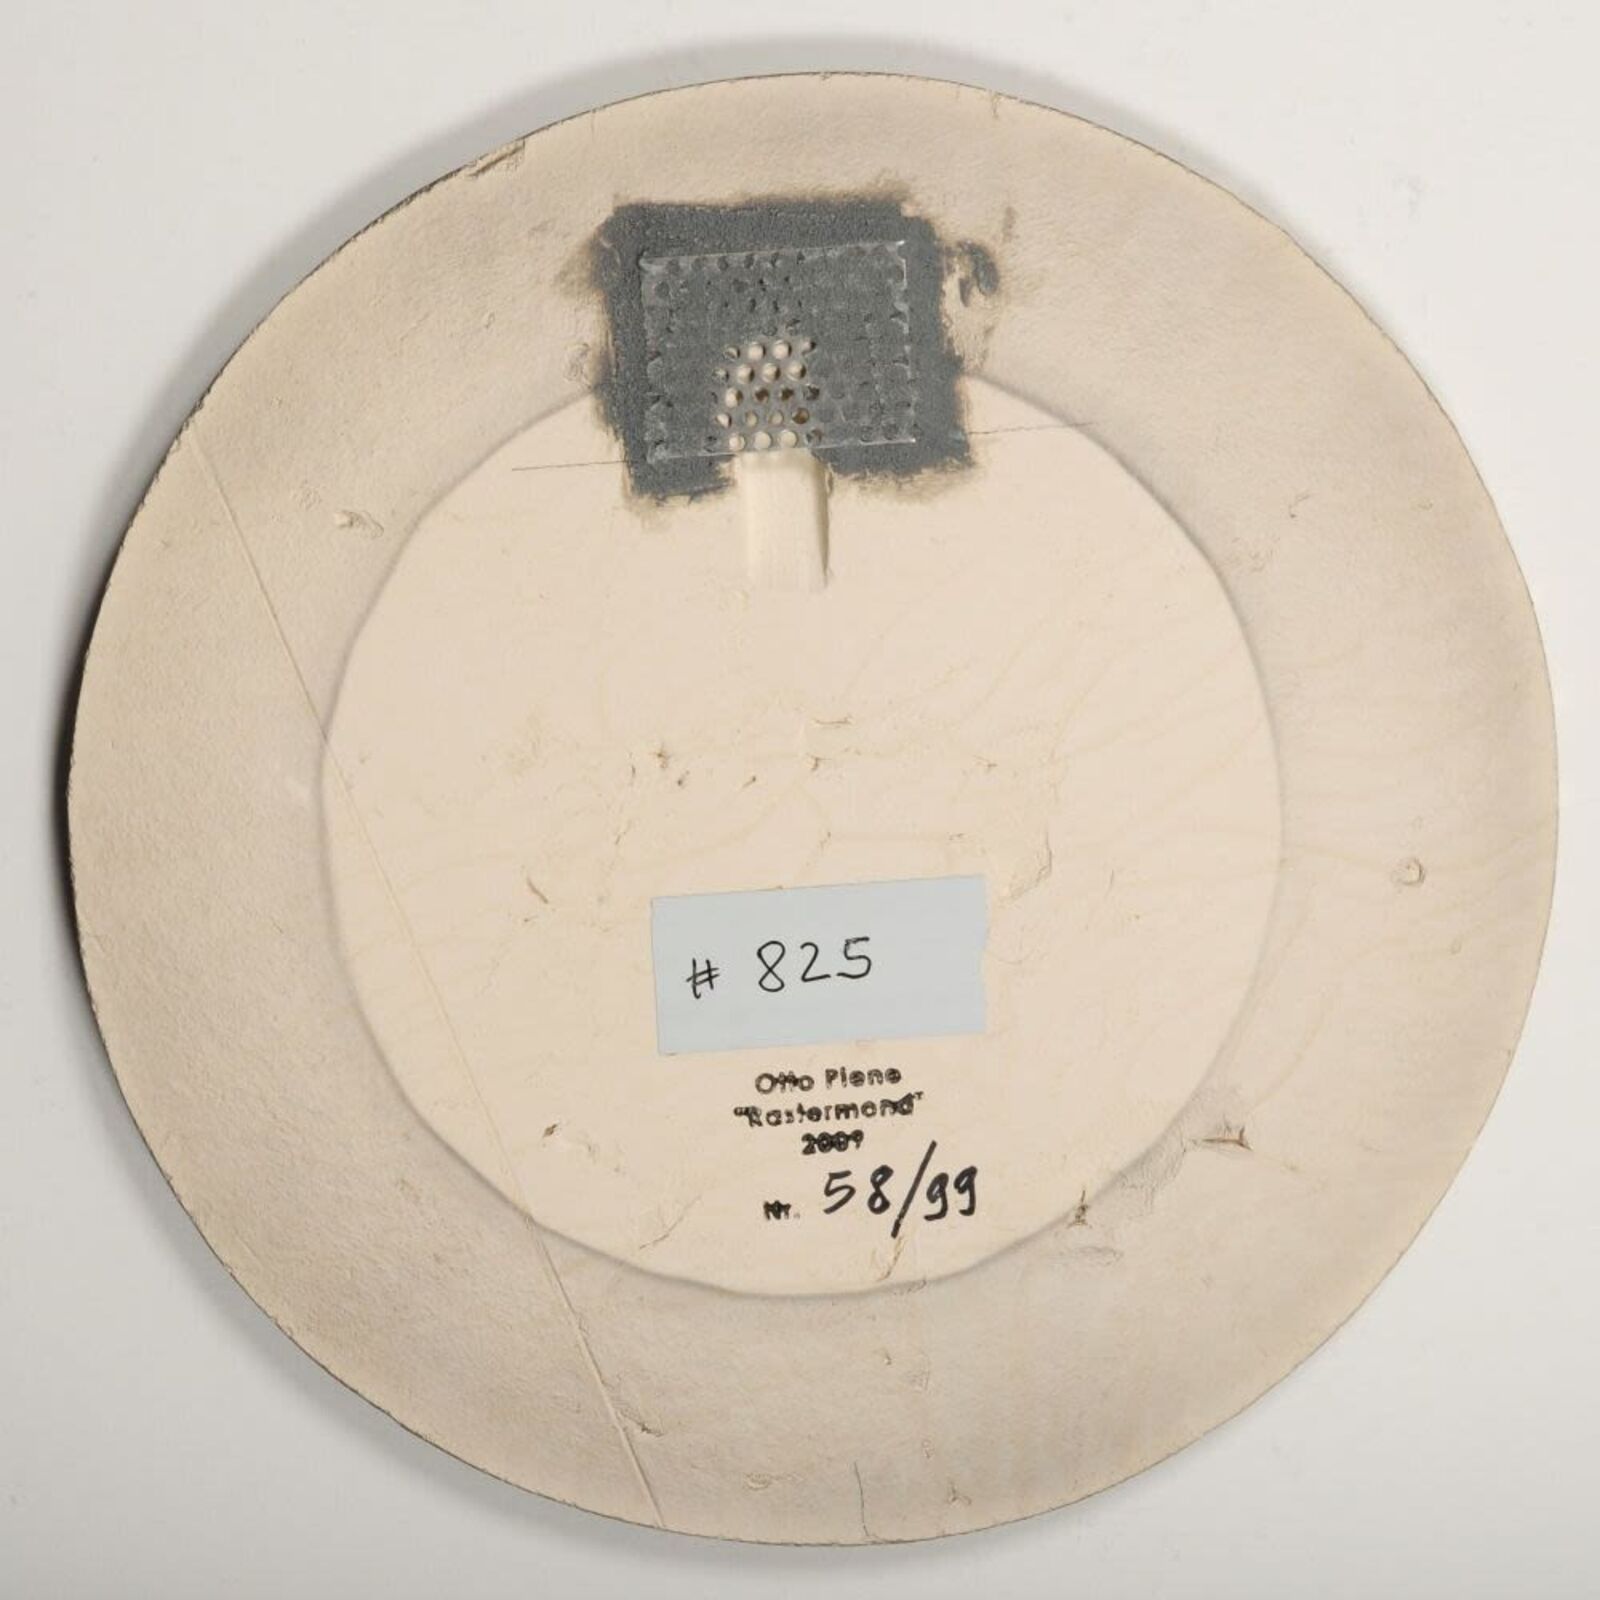 # 825
Otto Piene
"Rastermond"
2009
Nr. 58/99